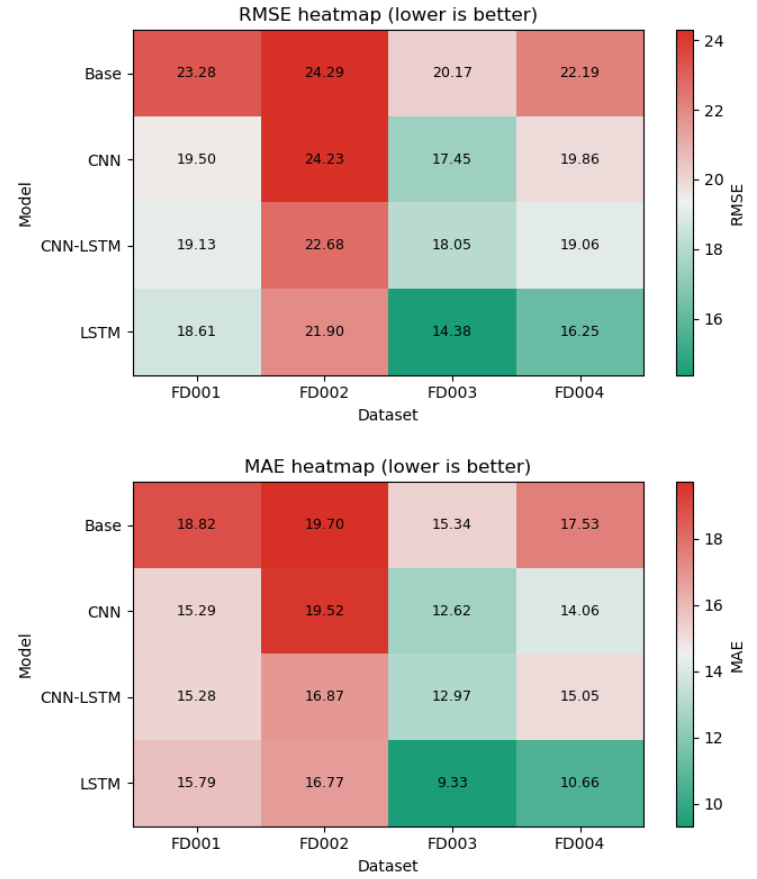 RMSE heatmap (lower is better)
Base 23.28 24.29 20.17 22.19
CNN 19.50 24.23 17.45 19.86
CNN-LSTM 19.13 22.68 18.05 19.06
LSTM 18.61 21.90 14.38 16.25
FD001 FD002 FD003 FD004
Dataset
Model
24
22
20
18
16
RMSE
MAE heatmap (lower is better)
Base 18.82 19.70 15.34 17.53
CNN 15.29 19.52 12.62 14.06
CNN-LSTM 15.28 16.87 12.97 15.05
LSTM 15.79 16.77 9.33 10.66
FD001 FD002 FD003 FD004
Dataset
Model
18
16
14
12
10
MAE